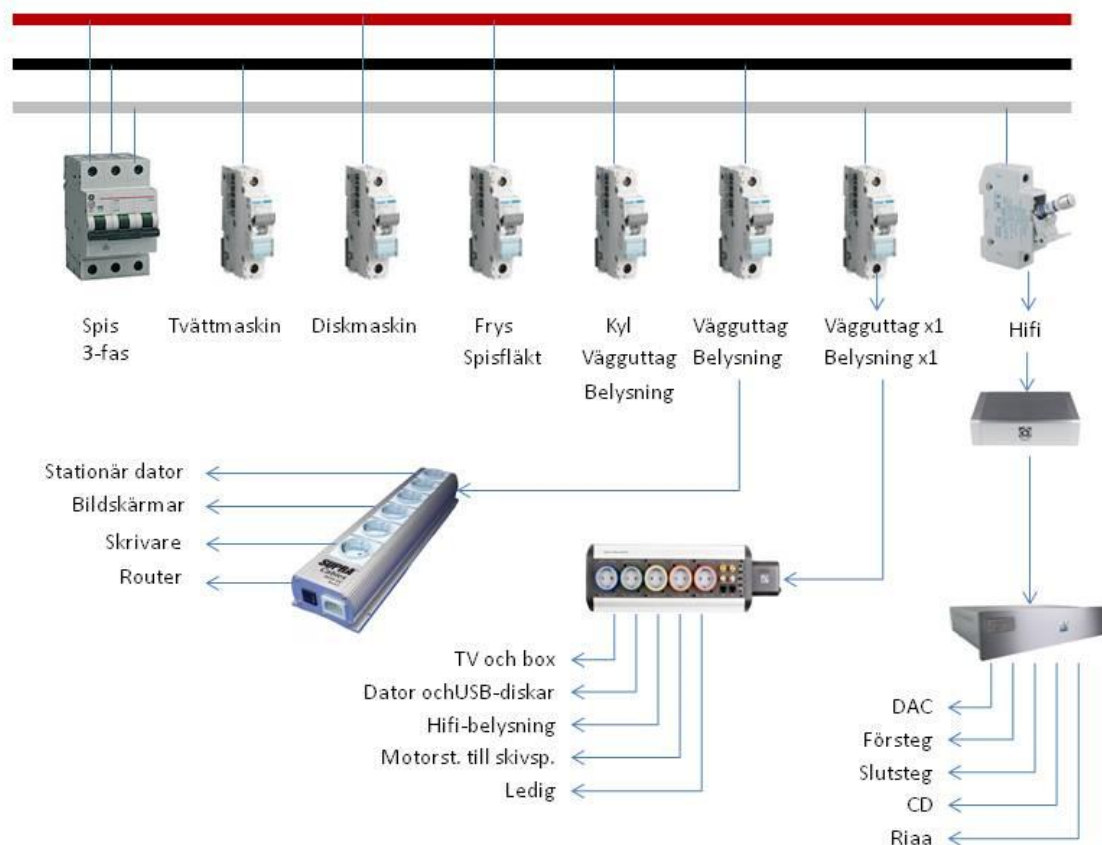 Spis
3-fas
Tvättmaskin
Diskmaskin
Frys
Spisfläkt
Kyl
Vägguttag
Belysning
Vägguttag
Belysning
Vägguttag x1
Belysning x1
Hifi
Stationär dator
Bildskärmar
Skrivare
Router
SUPRA
Cables
TV och box
Dator ochUSB-diskar
Hifi-belysning
Motorst. till skivsp.
Ledig
DAC
Försteg
Slutsteg
CD
Riaa